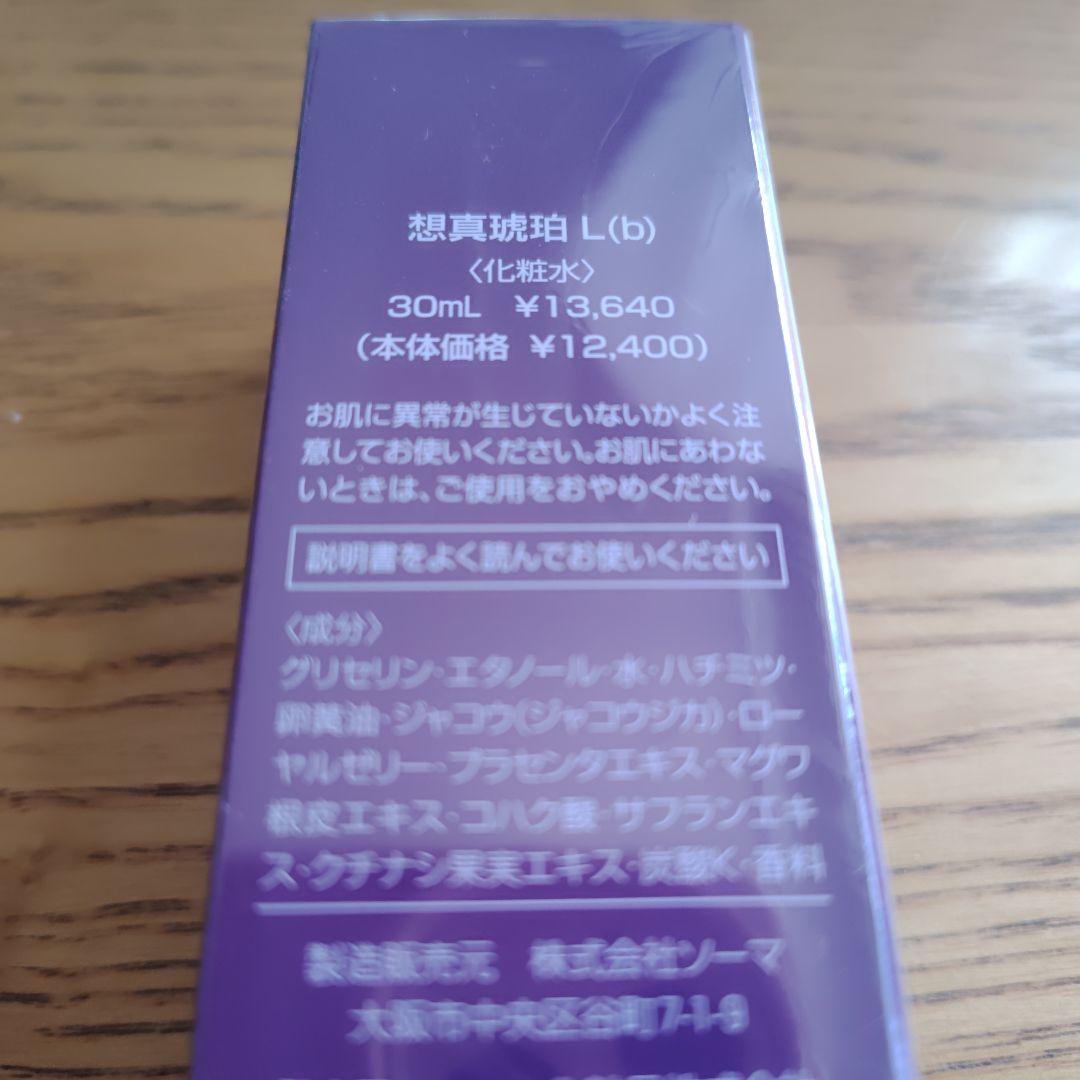 想真琥珀 L(b)
〈化粧水〉
30mL ¥13,640
(本体価格 ¥12,400)
お肌に異常が生じていないかよく注
意してお使いください。お肌にあわな
いときは、ご使用をおやめください。
説明書をよく読んでお使いください
〈成分〉
グリセリン・エタノール・水・ハチミツ・
卵黄油・ジャコウ(ジャコウジカ)・ロー
ヤルゼリー・プラセンタエキス・マグワ
根皮エキス・コハク酸・サフランエキ
ス・クチナシ果実エキス・炭酸Ｋ・香料
製造販売元 株式会社ソーマ
大阪市中央区谷町7-1-9